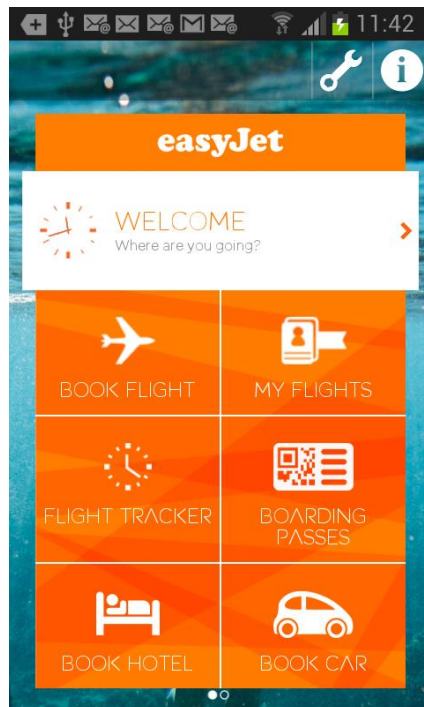 11:42
easyJet
WELCOME
Where are you going?
BOOK FLIGHT
MY FLIGHTS
FLIGHT TRACKER
BOARDING
PASSES
BOOK HOTEL
BOOK CAR